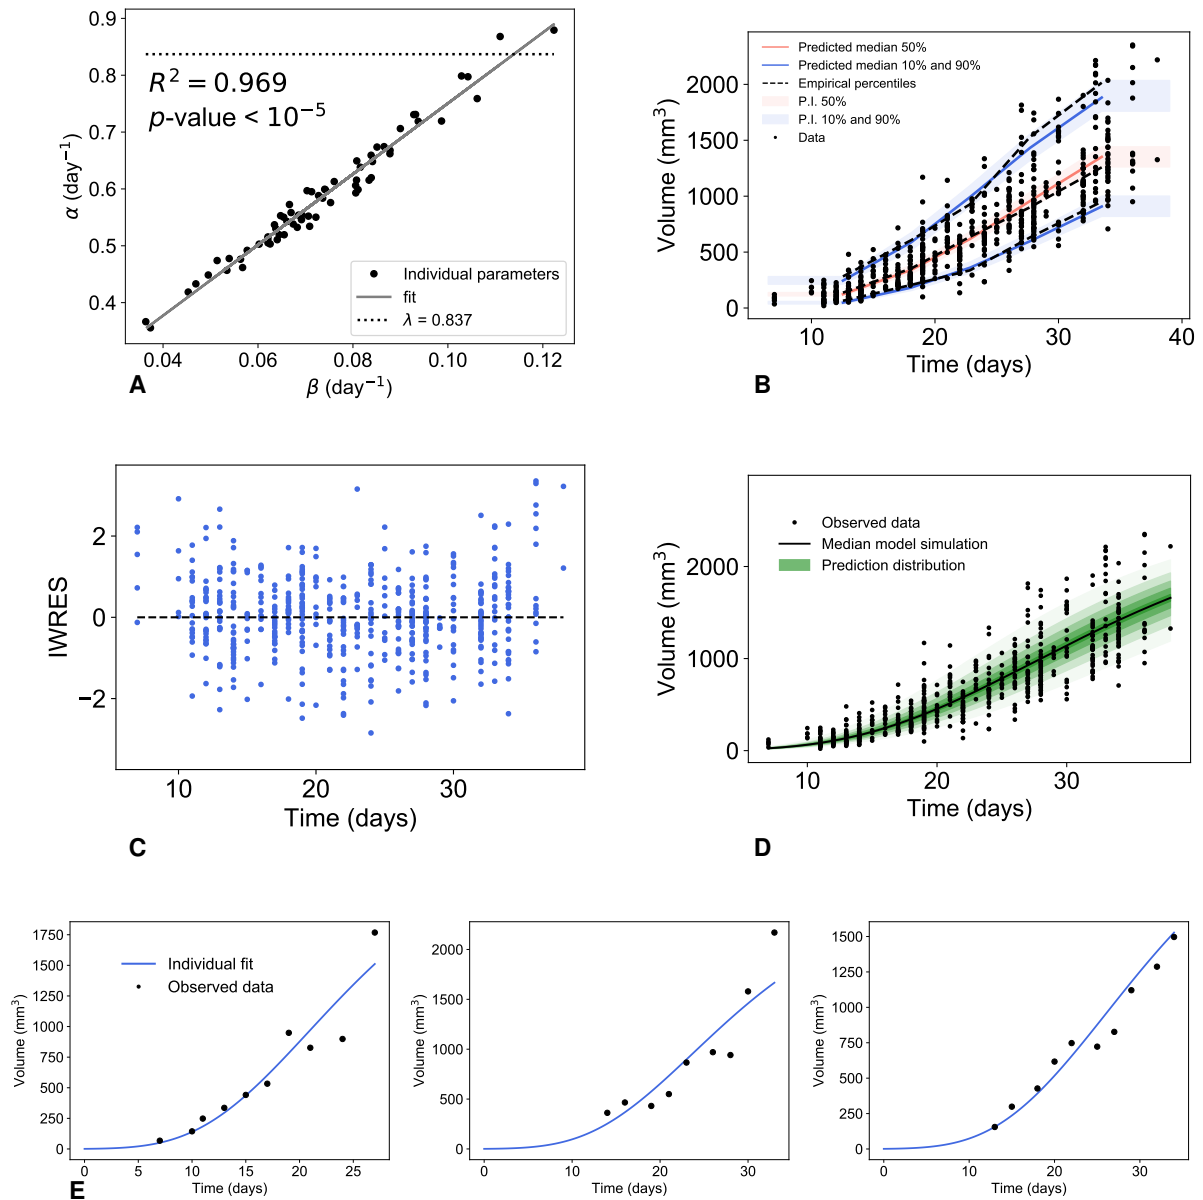 0.9
0.8
0.7
0.6
0.5
0.4
α (day⁻¹)
R² = 0.969
p-value < 10⁻⁵
Individual parameters
fit
λ = 0.837
0.04 0.06 0.08 0.10 0.12
β (day⁻¹)
A
Predicted median 50%
Predicted median 10% and 90%
Empirical percentiles
P.I. 50%
P.I. 10% and 90%
Data
2000
1500
1000
500
0
Volume (mm³)
10 20 30 40
Time (days)
B
2
0
−2
IWRES
10 20 30
Time (days)
C
Observed data
Median model simulation
Prediction distribution
2000
1000
0
Volume (mm³)
10 20 30
Time (days)
D
1750
1500
1250
1000
750
500
250
0
Volume (mm³)
Individual fit
Observed data
0 5 10 15 20 25
Time (days)
E
2000
1500
1000
500
0
Volume (mm³)
0 10 20 30
Time (days)
1500
1250
1000
750
500
250
0
Volume (mm³)
0 10 20 30
Time (days)